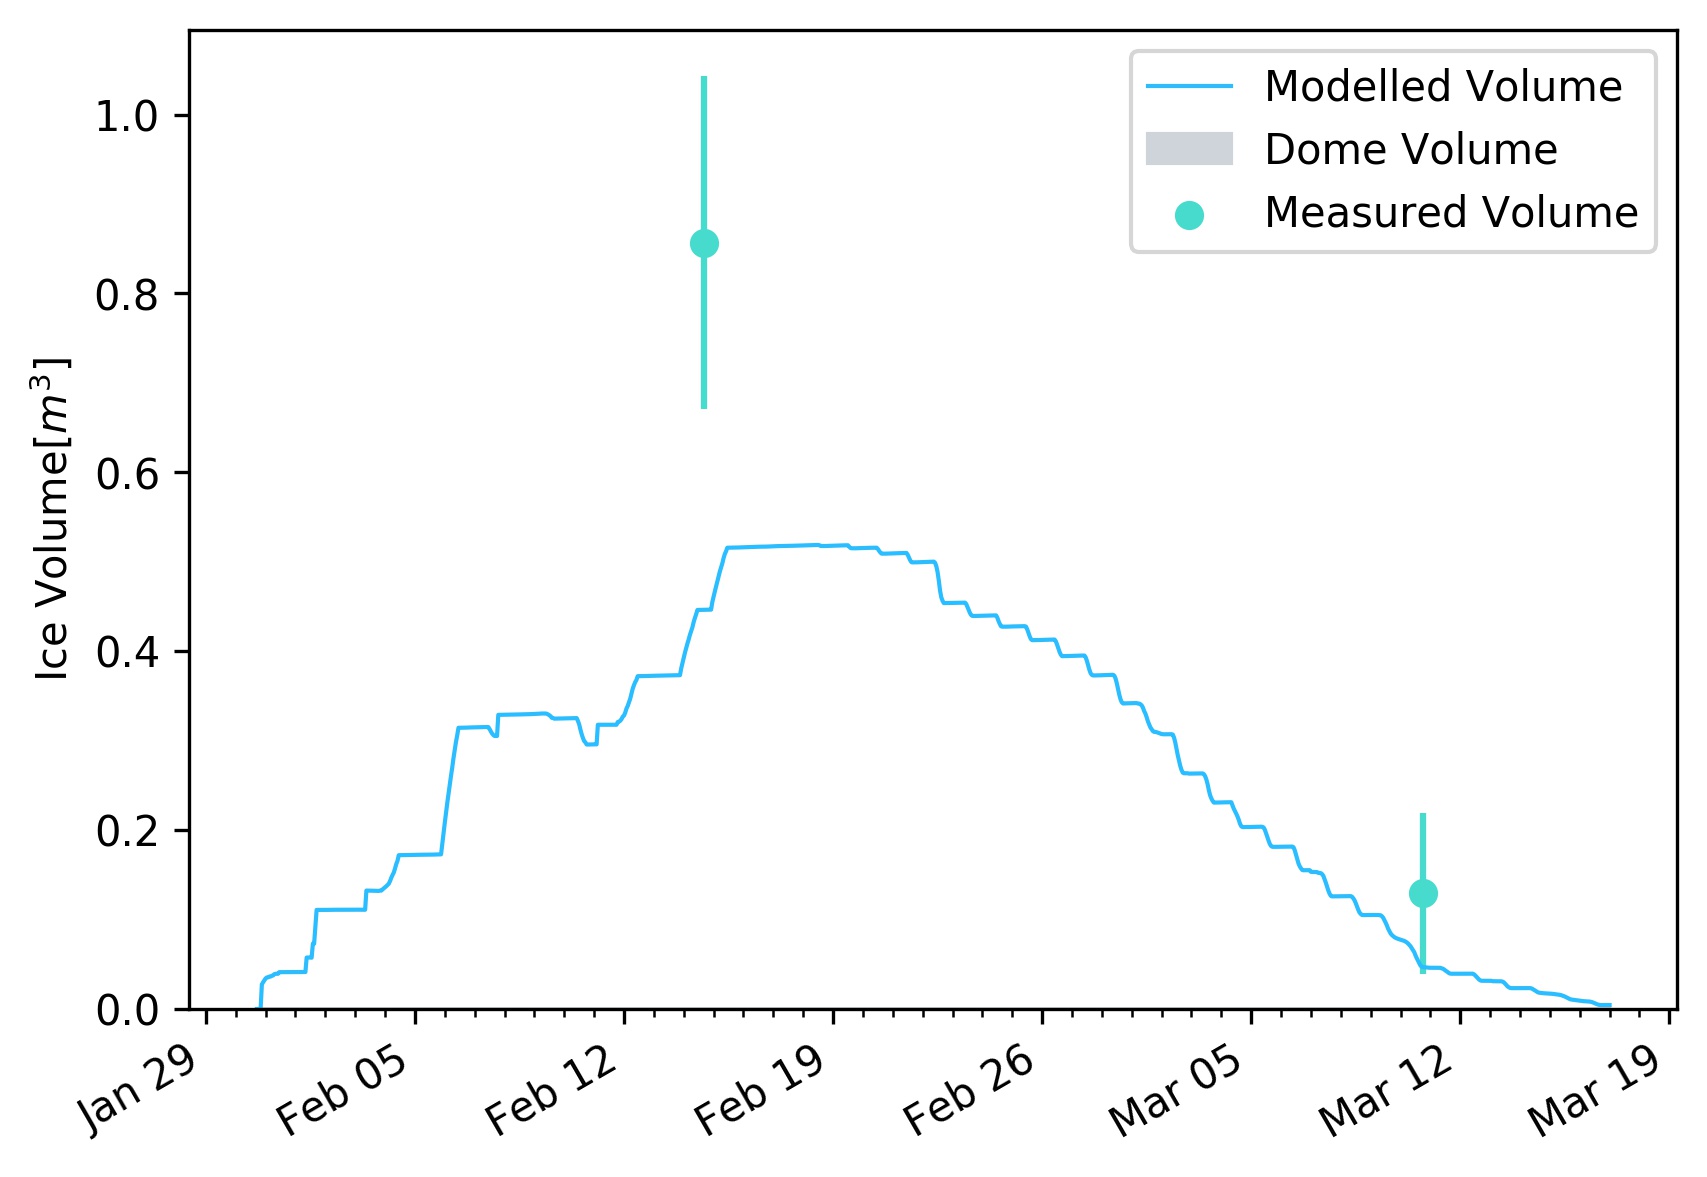 Modelled Volume
Dome Volume
Measured Volume
Ice Volume[m³]
1.0
0.8
0.6
0.4
0.2
0.0
Jan 29
Feb 05
Feb 12
Feb 19
Feb 26
Mar 05
Mar 12
Mar 19